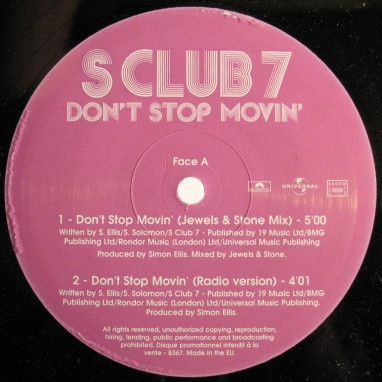 S CLUB 7
DON'T STOP MOVIN'
Face A
UNIVERSAL
1 - Don't Stop Movin' (Jewels & Stone Mix) - 5'00
Written by S. Ellis/S. Solomon/S Club 7 - Published by 19 Music Ltd/BMG
Publishing Ltd/Rondor Music (London) Ltd/Universal Music Publishing.
Produced by Simon Ellis. Mixed by Jewels & Stone.
2 - Don't Stop Movin' (Radio version) - 4'01
Written by S. Ellis/S. Solomon/S Club 7 - Published by 19 Music Ltd/BMG
Publishing Ltd/Rondor Music (London) Ltd/Universal Music Publishing.
Produced by Simon Ellis.
All rights reserved, unauthorized copying, reproduction,
hiring, lending, public performance and broadcasting
prohibited. Disque promotionnel interdit à la
vente - 8367. Made in the EU.